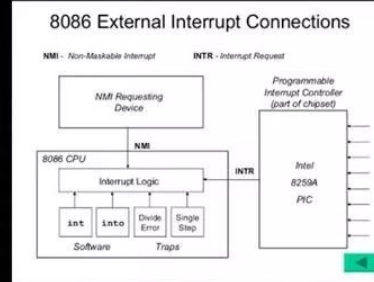 8086 External Interrupt Connections
NMI - Non-Maskable Interrupt
INTR - Interrupt Request
Programmable
Interrupt Controller
(part of chipset)
NMI Requesting
Device
NMI
8086 CPU
Interrupt Logic
INTR
Intel
8259A
PIC
int
into
Divide
Error
Single
Step
Software
Traps